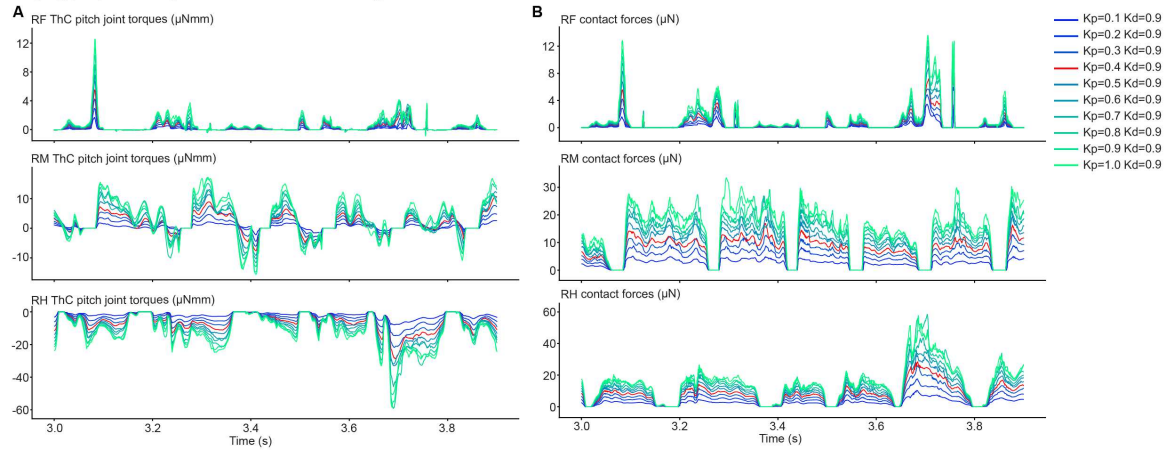 A
RF ThC pitch joint torques (µNmm)
12
8
4
0
RM ThC pitch joint torques (µNmm)
10
0
-10
RH ThC pitch joint torques (µNmm)
0
-20
-40
-60
3.0 3.2 3.4 3.6 3.8
Time (s)
B
RF contact forces (µN)
12
8
4
0
RM contact forces (µN)
30
20
10
0
RH contact forces (µN)
60
40
20
0
3.0 3.2 3.4 3.6 3.8
Time (s)
Kp=0.1 Kd=0.9
Kp=0.2 Kd=0.9
Kp=0.3 Kd=0.9
Kp=0.4 Kd=0.9
Kp=0.5 Kd=0.9
Kp=0.6 Kd=0.9
Kp=0.7 Kd=0.9
Kp=0.8 Kd=0.9
Kp=0.9 Kd=0.9
Kp=1.0 Kd=0.9